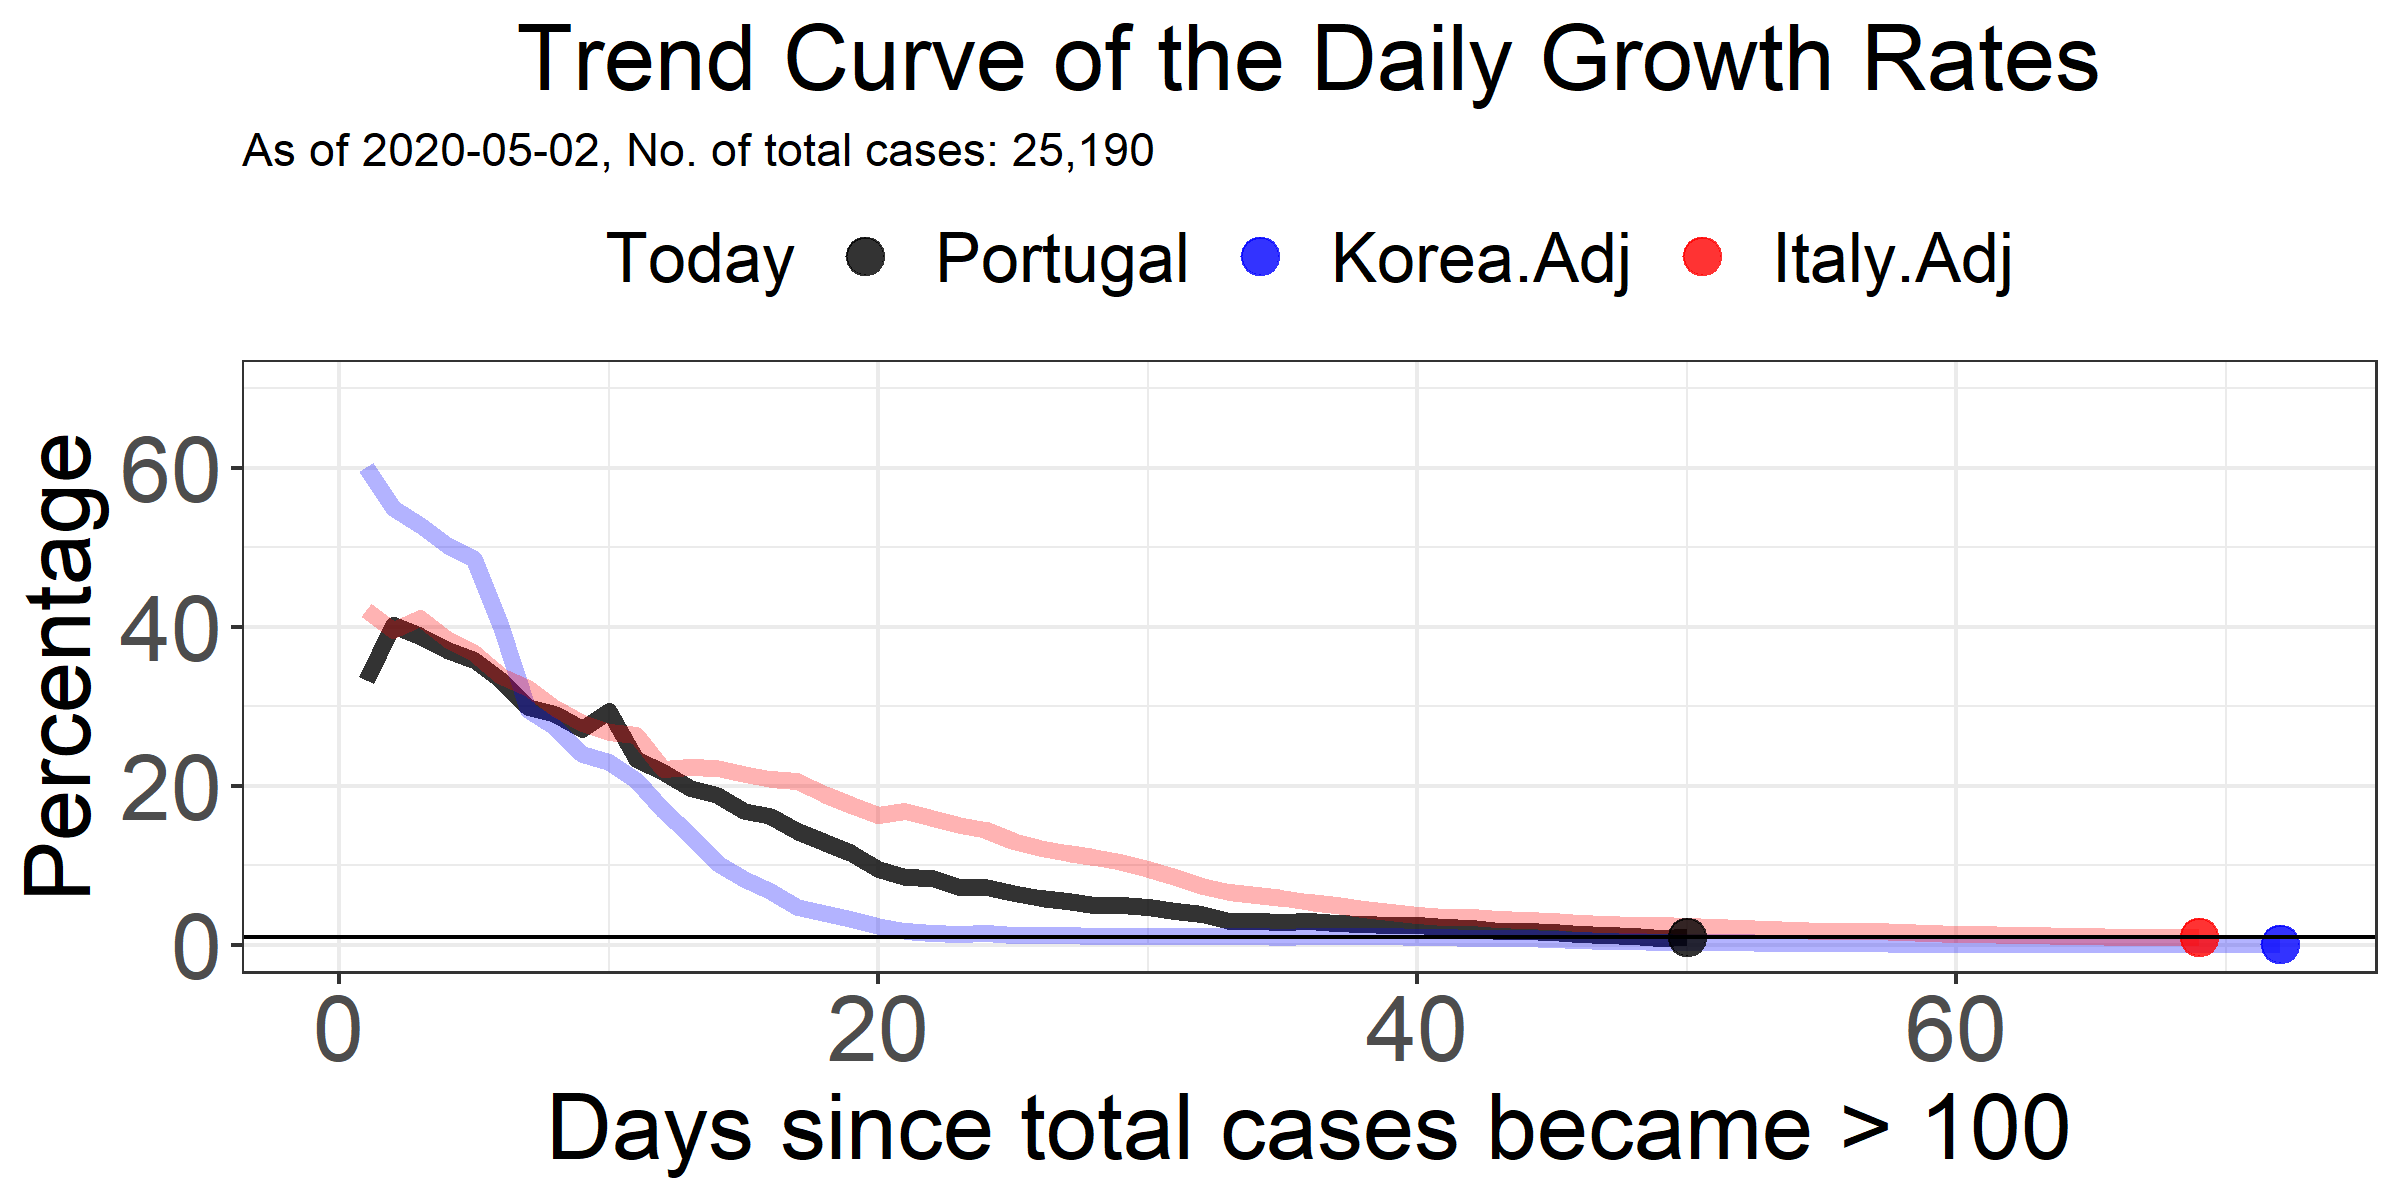 Trend Curve of the Daily Growth Rates
As of 2020-05-02, No. of total cases: 25,190
Today Portugal Korea.Adj Italy.Adj
Percentage
60
40
20
0
0 20 40 60
Days since total cases became > 100